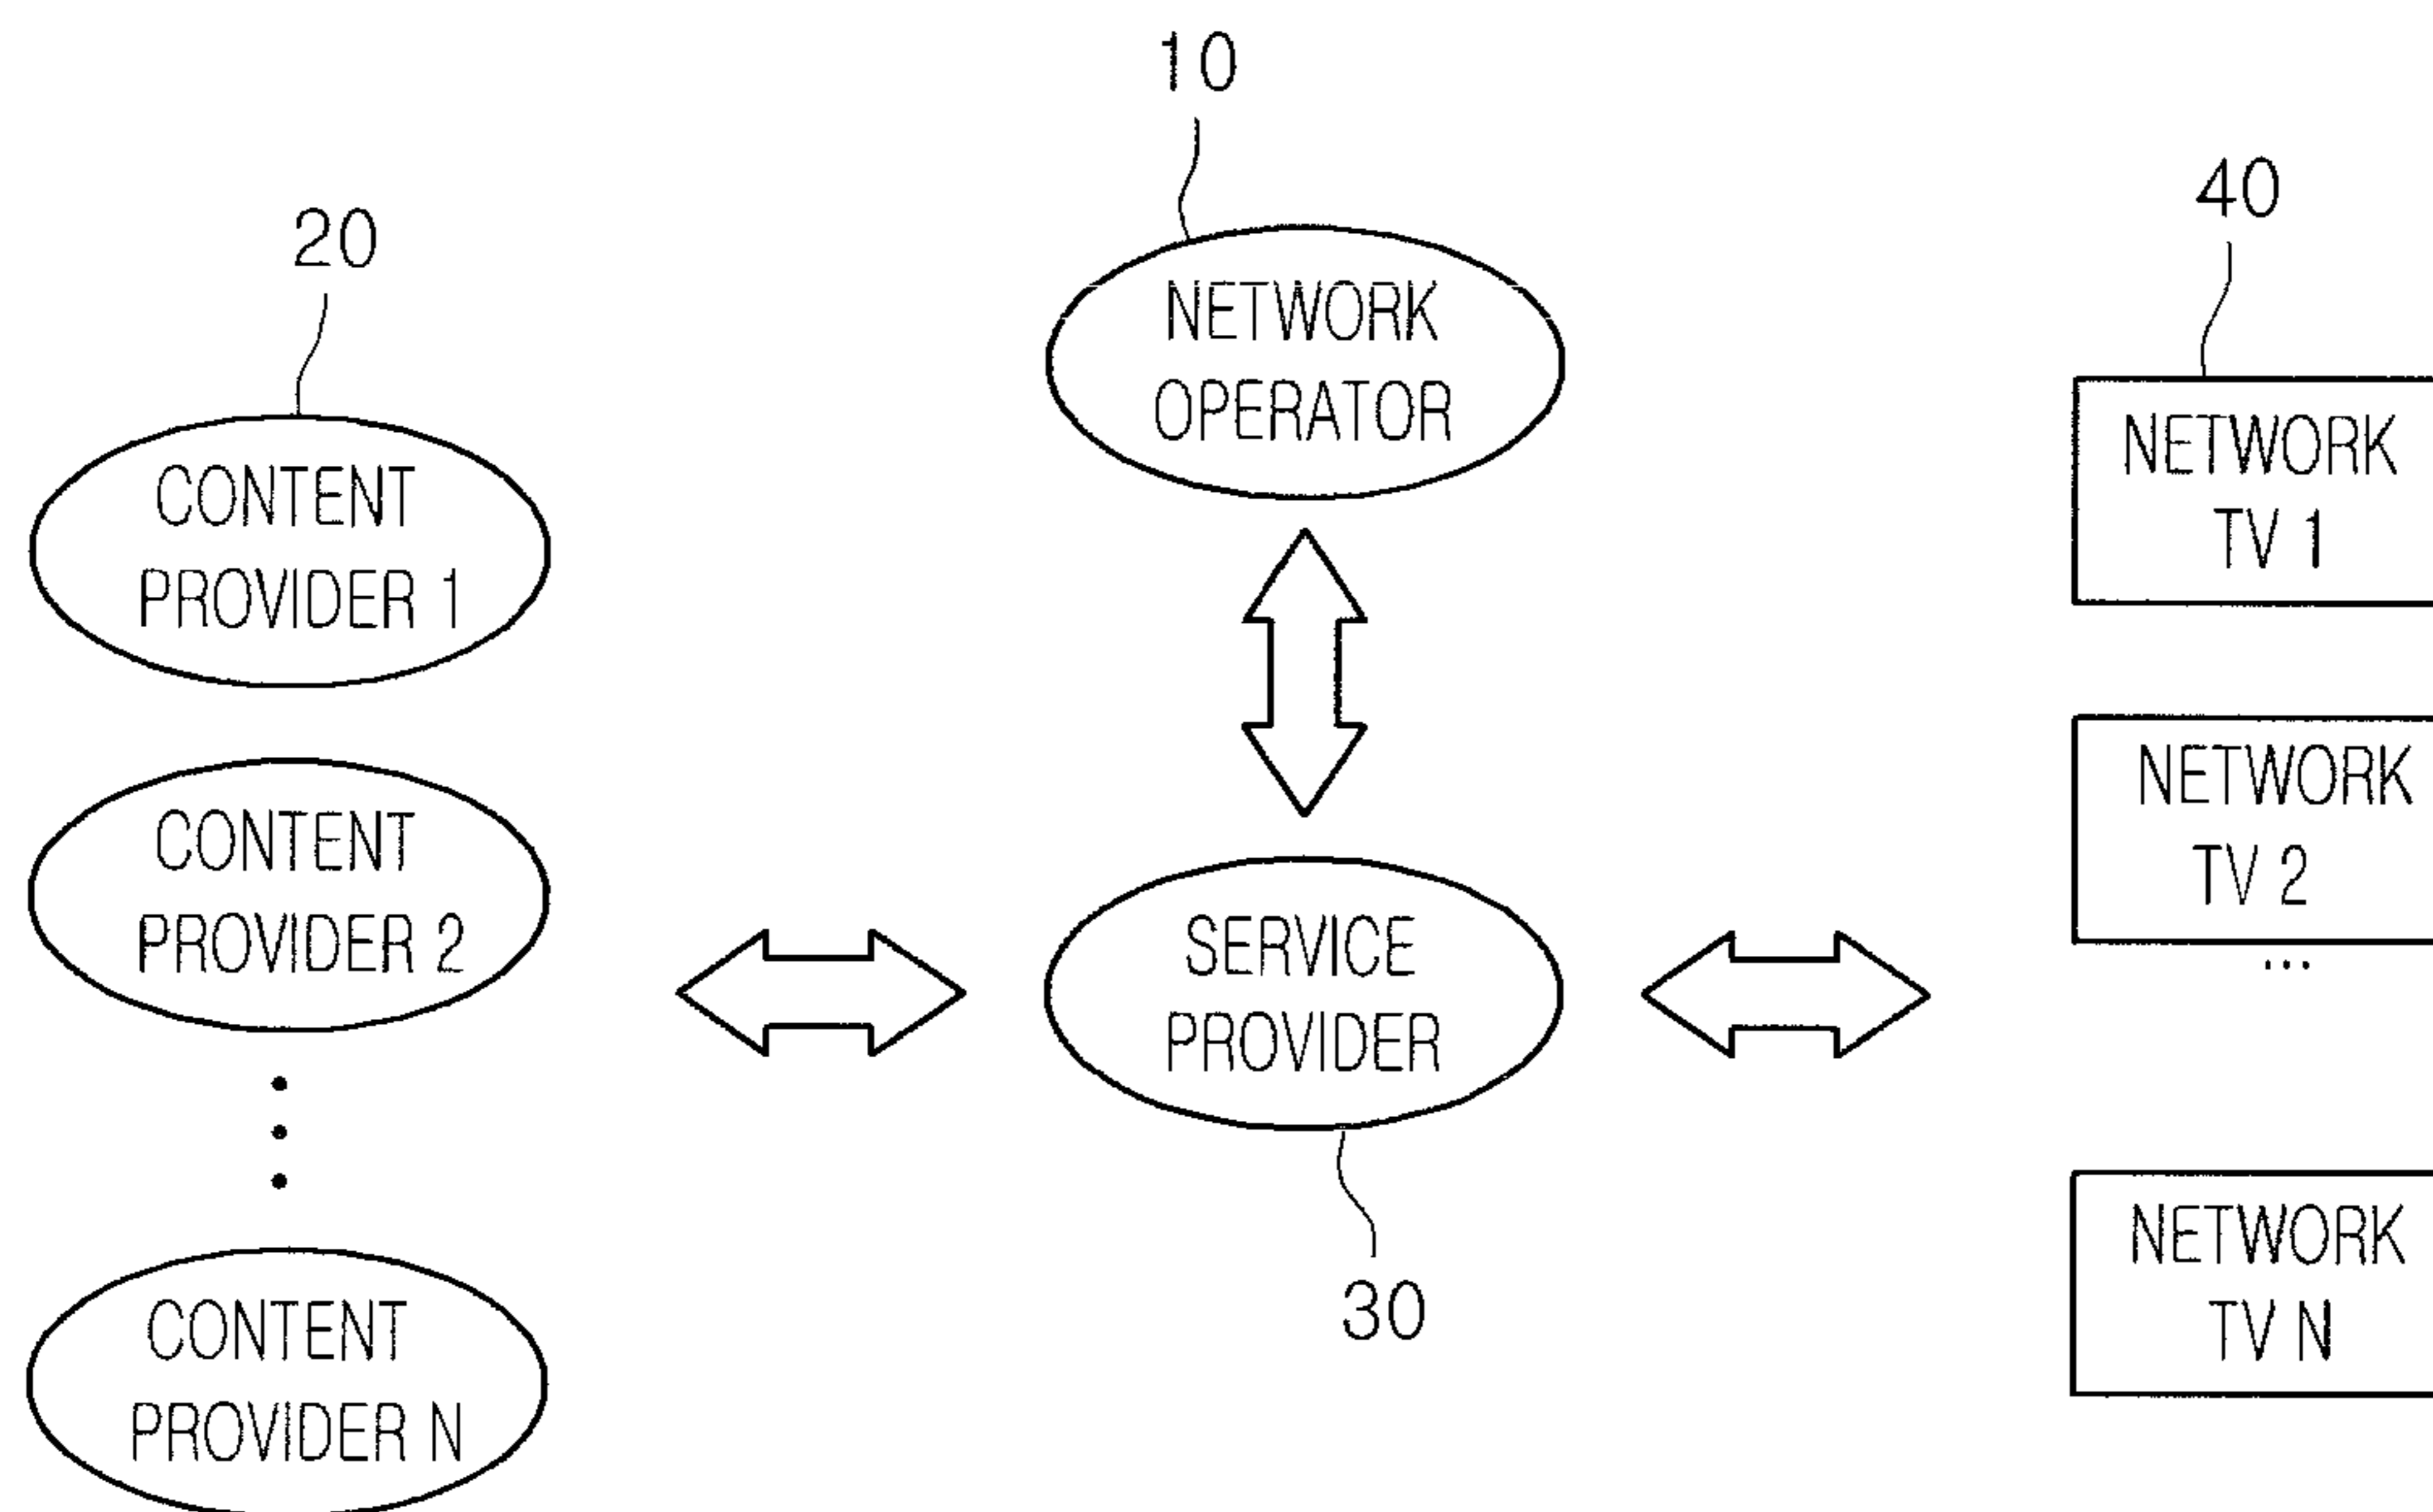 10
NETWORK
OPERATOR
20
CONTENT
PROVIDER 1
CONTENT
PROVIDER 2
CONTENT
PROVIDER N
SERVICE
PROVIDER
30
40
NETWORK
TV 1
NETWORK
TV 2
...
NETWORK
TV N